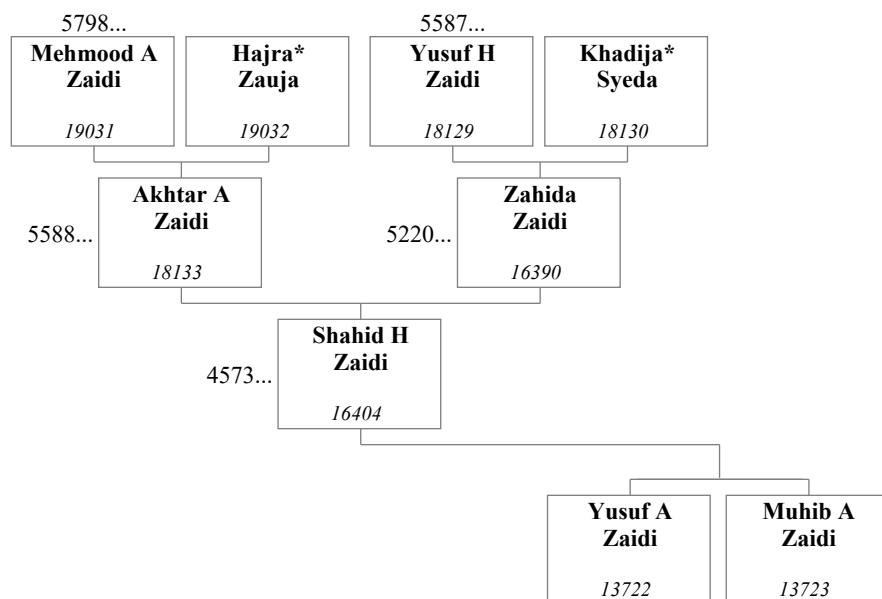 5798...
5587...
Mehmood A
Zaidi
19031
Hajra*
Zauja
19032
Yusuf H
Zaidi
18129
Khadija*
Syeda
18130
5588...
Akhtar A
Zaidi
18133
5220...
Zahida
Zaidi
16390
4573...
Shahid H
Zaidi
16404
Yusuf A
Zaidi
13722
Muhib A
Zaidi
13723